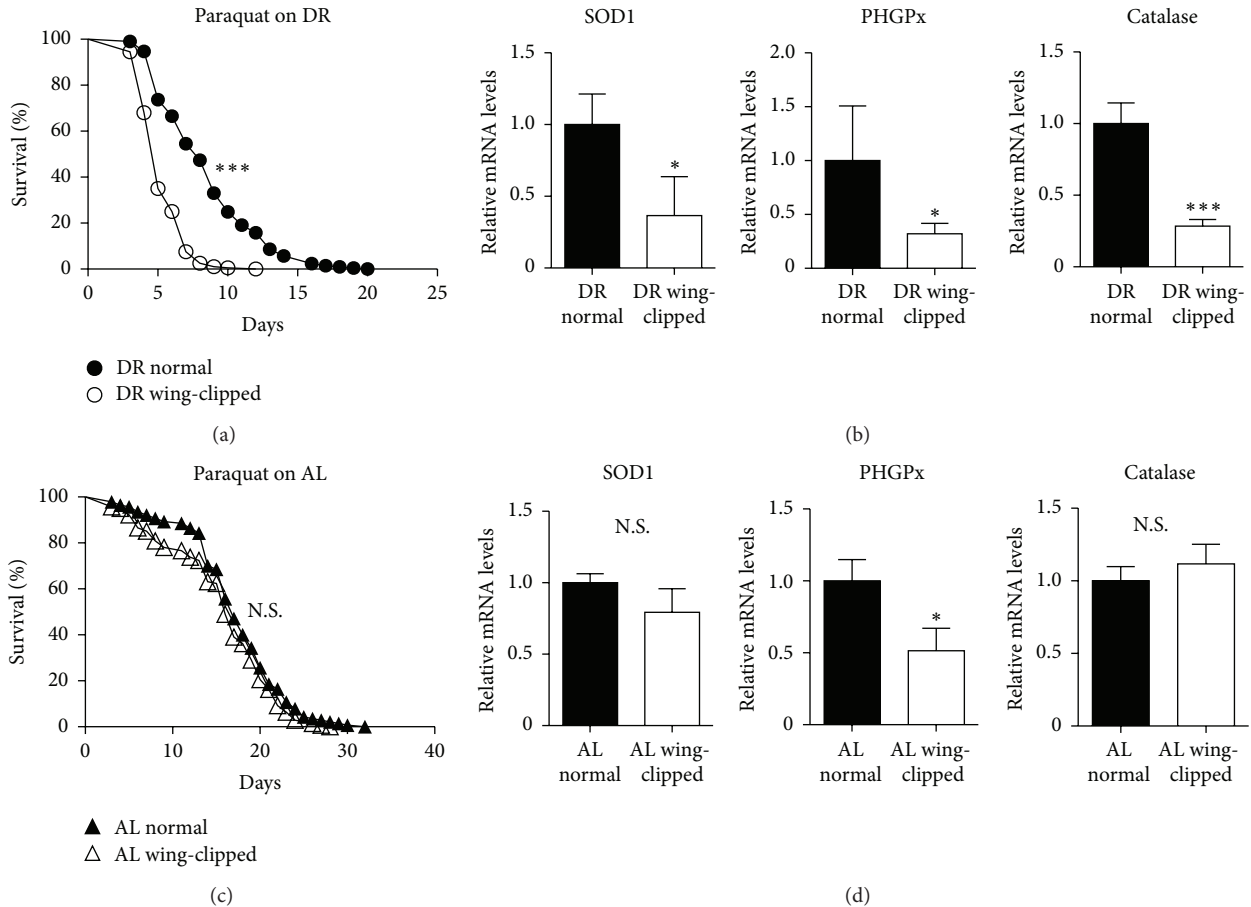 Paraquat on DR
100
80
60
40
20
0
Survival (%)
***
0 5 10 15 20 25
Days
DR normal
DR wing-clipped
(a)
SOD1
1.5
1.0
0.5
0
Relative mRNA levels
*
DR normal
DR wing-clipped
PHGPx
2.0
1.5
1.0
0.5
0
Relative mRNA levels
*
DR normal
DR wing-clipped
Catalase
1.5
1.0
0.5
0
Relative mRNA levels
***
DR normal
DR wing-clipped
(b)
Paraquat on AL
100
80
60
40
20
0
Survival (%)
N.S.
0 10 20 30 40
Days
AL normal
AL wing-clipped
(c)
SOD1
1.5
1.0
0.5
0
Relative mRNA levels
N.S.
AL normal
AL wing-clipped
PHGPx
1.5
1.0
0.5
0
Relative mRNA levels
*
AL normal
AL wing-clipped
Catalase
1.5
1.0
0.5
0
Relative mRNA levels
N.S.
AL normal
AL wing-clipped
(d)